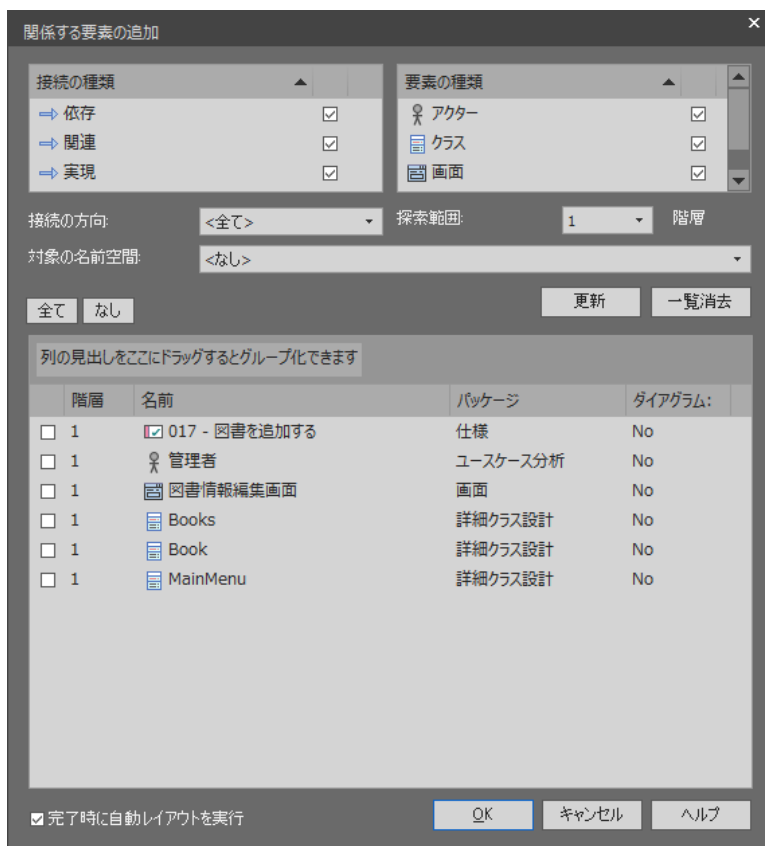 関係する要素の追加
接続の種類
依存
関連
実現
要素の種類
アクター
クラス
画面
接続の方向: <全て> 探索範囲: 1 階層
対象の名前空間: <なし>
全て なし 更新 一覧消去
列の見出しをここにドラッグするとグループ化できます
階層 名前 パッケージ ダイアグラム:
1 017 - 図書を追加する 仕様 No
1 管理者 ユースケース分析 No
1 図書情報編集画面 画面 No
1 Books 詳細クラス設計 No
1 Book 詳細クラス設計 No
1 MainMenu 詳細クラス設計 No
完了時に自動レイアウトを実行 OK キャンセル ヘルプ